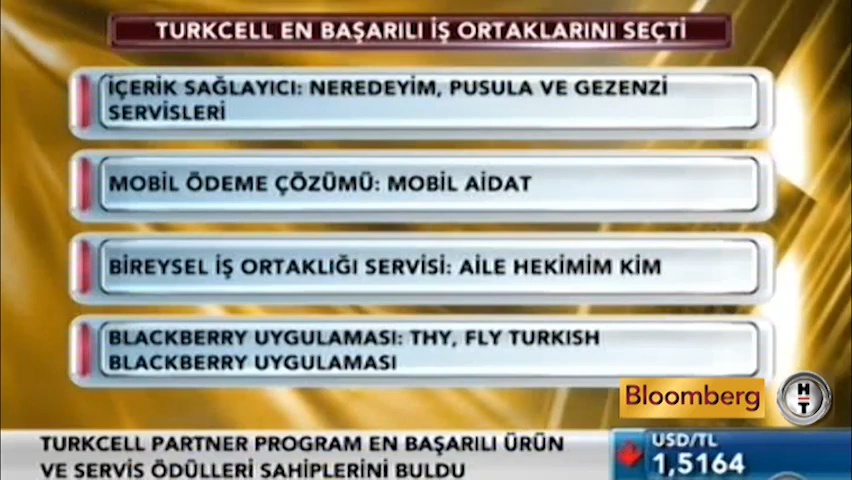 TURKCELL EN BAŞARILI İŞ ORTAKLARINI SEÇTİ
İÇERİK SAĞLAYICI: NEREDEYİM, PUSULA VE GEZENZİ
SERVİSLERİ
MOBİL ÖDEME ÇÖZÜMÜ: MOBİL AİDAT
BİREYSEL İŞ ORTAKLIĞI SERVİSİ: AİLE HEKİMİM KİM
BLACKBERRY UYGULAMASI: THY, FLY TURKISH
BLACKBERRY UYGULAMASI
Bloomberg HT
TURKCELL PARTNER PROGRAM EN BAŞARILI ÜRÜN
VE SERVİS ÖDÜLLERİ SAHİPLERİNİ BULDU
USD/TL
1,5164